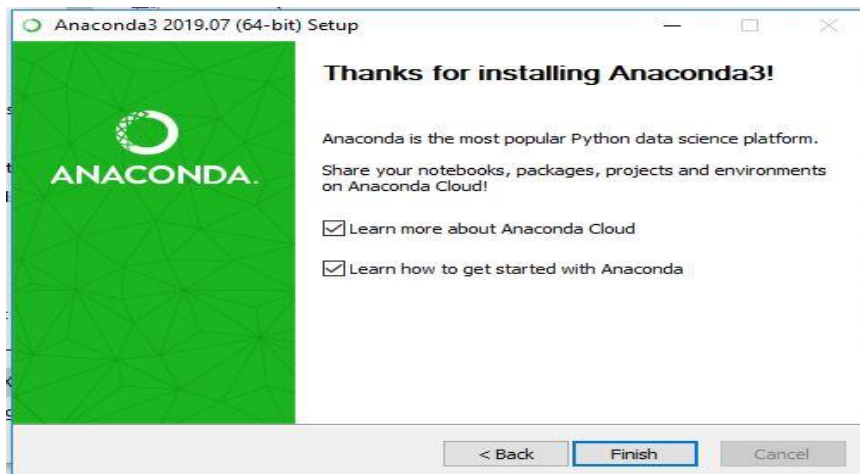 Anaconda3 2019.07 (64-bit) Setup
Thanks for installing Anaconda3!
ANACONDA.
Anaconda is the most popular Python data science platform.
Share your notebooks, packages, projects and environments
on Anaconda Cloud!
Learn more about Anaconda Cloud
Learn how to get started with Anaconda
< Back
Finish
Cancel